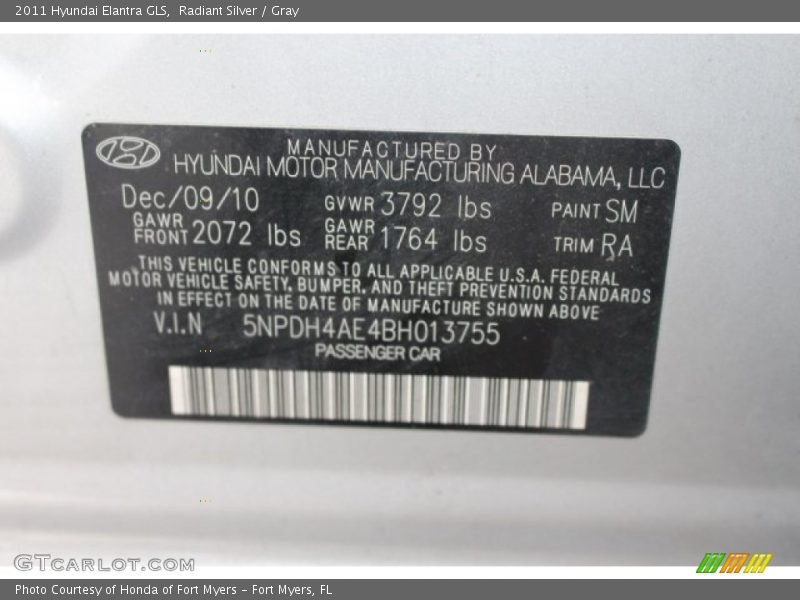 2011 Hyundai Elantra GLS,  Radiant Silver / Gray
MANUFACTURED BY
HYUNDAI MOTOR MANUFACTURING ALABAMA, LLC
Dec/09/10 GVWR 3792 lbs PAINT SM
GAWR FRONT 2072 lbs GAWR REAR 1764 lbs TRIM RA
THIS VEHICLE CONFORMS TO ALL APPLICABLE U.S.A. FEDERAL
MOTOR VEHICLE SAFETY, BUMPER, AND THEFT PREVENTION STANDARDS
IN EFFECT ON THE DATE OF MANUFACTURE SHOWN ABOVE
V.I.N 5NPDH4AE4BH013755
PASSENGER CAR
GTCARLOT.COM
Photo Courtesy of Honda of Fort Myers - Fort Myers, FL